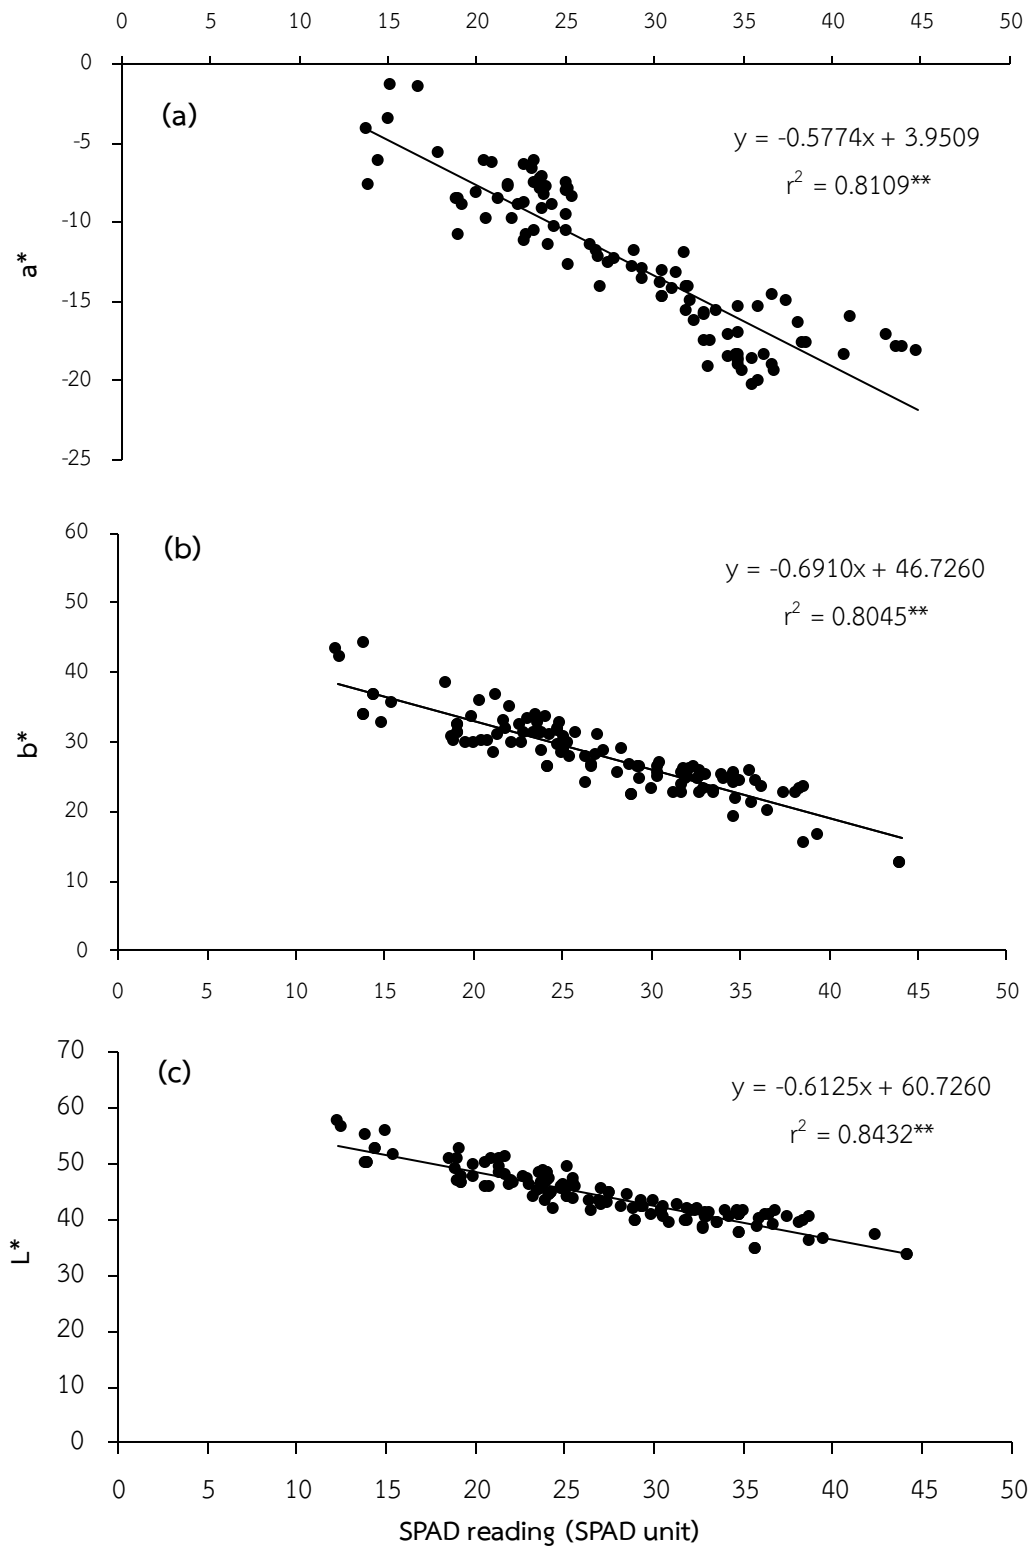 0 5 10 15 20 25 30 35 40 45 50
0
(a)
y = -0.5774x + 3.9509
-5
r² = 0.8109**
-10
a*
-15
-20
-25
60
(b)
y = -0.6910x + 46.7260
50
r² = 0.8045**
40
30
b*
20
10
0
0 5 10 15 20 25 30 35 40 45 50
70
(c)
y = -0.6125x + 60.7260
60
r² = 0.8432**
50
40
L*
30
20
10
0
0 5 10 15 20 25 30 35 40 45 50
SPAD reading (SPAD unit)